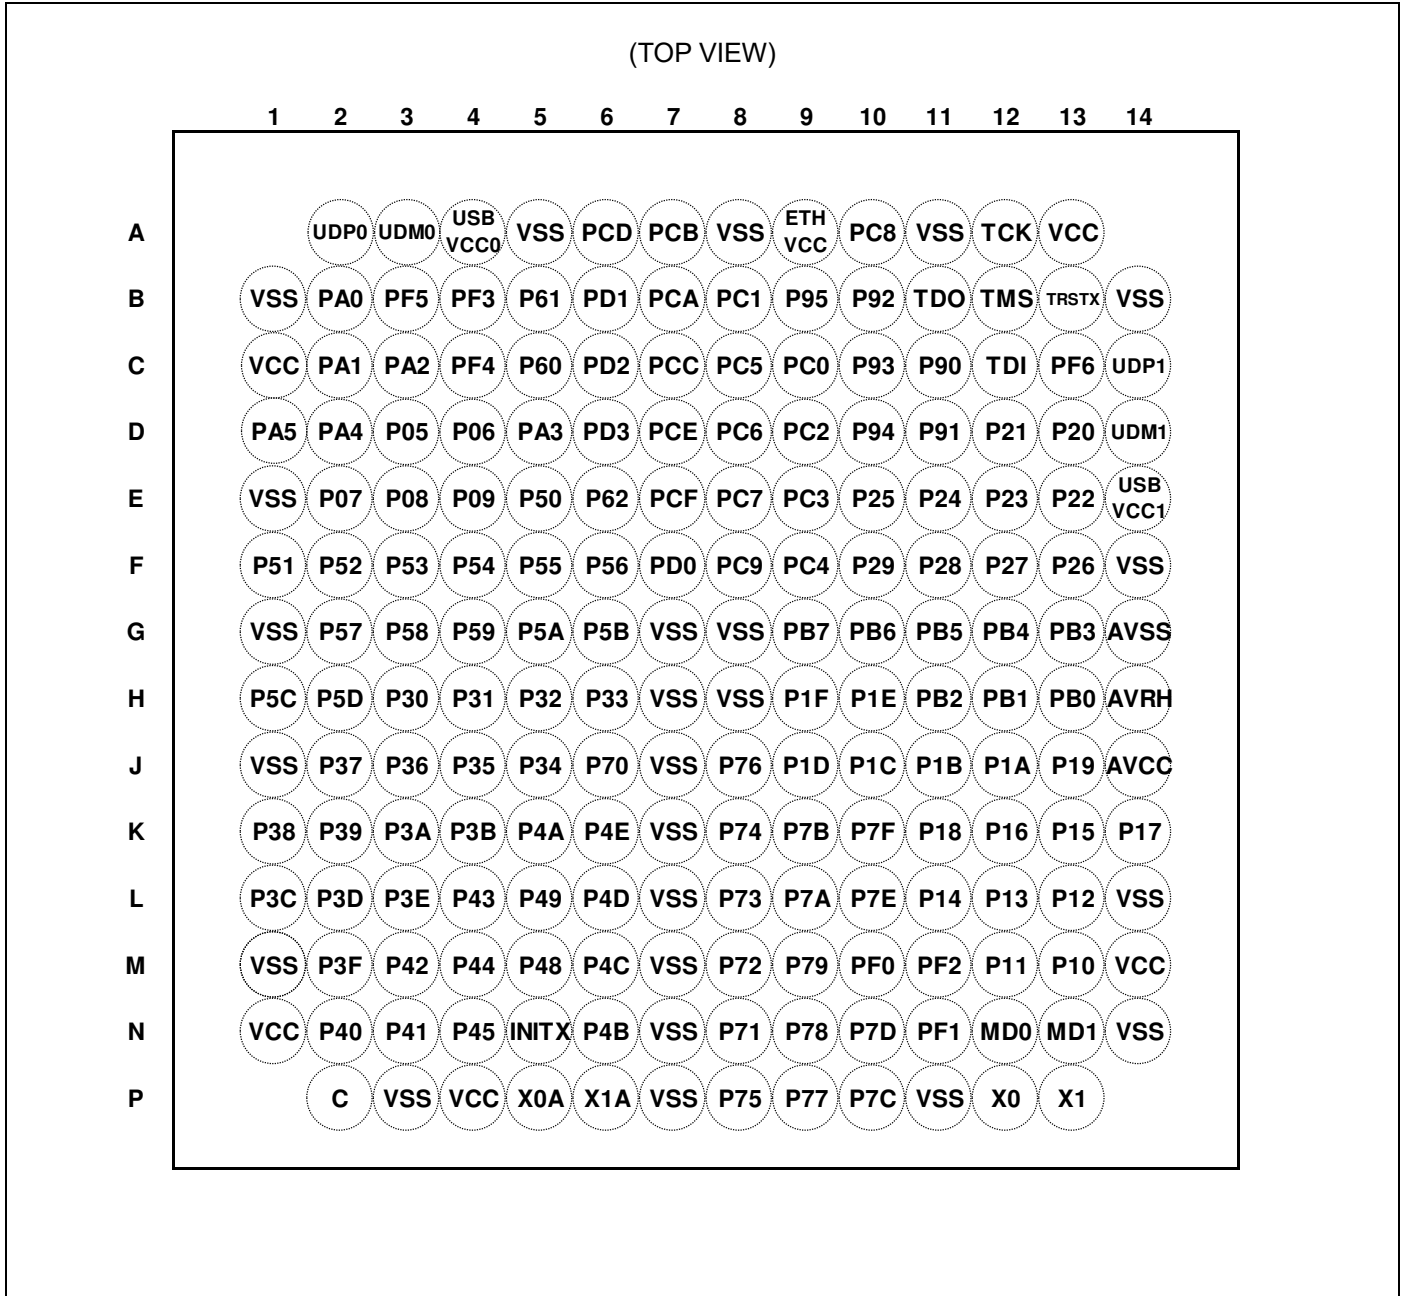 (TOP VIEW)
1 2 3 4 5 6 7 8 9 10 11 12 13 14
A UDP0 UDM0 USB VCC0 VSS PCD PCB VSS ETH VCC PC8 VSS TCK VCC
B VSS PA0 PF5 PF3 P61 PD1 PCA PC1 P95 P92 TDO TMS TRSTX VSS
C VCC PA1 PA2 PF4 P60 PD2 PCC PC5 PC0 P93 P90 TDI PF6 UDP1
D PA5 PA4 P05 P06 PA3 PD3 PCE PC6 PC2 P94 P91 P21 P20 UDM1
E VSS P07 P08 P09 P50 P62 PCF PC7 PC3 P25 P24 P23 P22 USB VCC1
F P51 P52 P53 P54 P55 P56 PD0 PC9 PC4 P29 P28 P27 P26 VSS
G VSS P57 P58 P59 P5A P5B VSS VSS PB7 PB6 PB5 PB4 PB3 AVSS
H P5C P5D P30 P31 P32 P33 VSS VSS P1F P1E PB2 PB1 PB0 AVRH
J VSS P37 P36 P35 P34 P70 VSS P76 P1D P1C P1B P1A P19 AVCC
K P38 P39 P3A P3B P4A P4E VSS P74 P7B P7F P18 P16 P15 P17
L P3C P3D P3E P43 P49 P4D VSS P73 P7A P7E P14 P13 P12 VSS
M VSS P3F P42 P44 P48 P4C VSS P72 P79 PF0 PF2 P11 P10 VCC
N VCC P40 P41 P45 INITX P4B VSS P71 P78 P7D PF1 MD0 MD1 VSS
P C VSS VCC X0A X1A VSS P75 P77 P7C VSS X0 X1